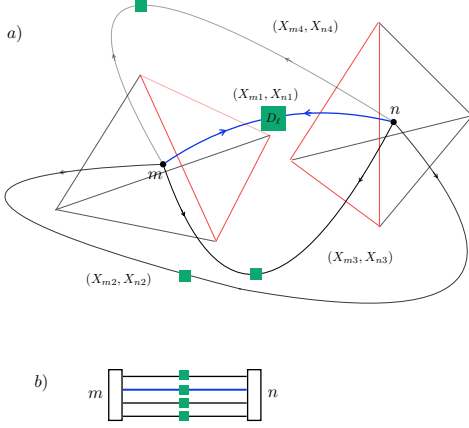 a)
(X_{m4}, X_{n4})
(X_{m1}, X_{n1})
D_ℓ
n
m
(X_{m3}, X_{n3})
(X_{m2}, X_{n2})
b)
m n